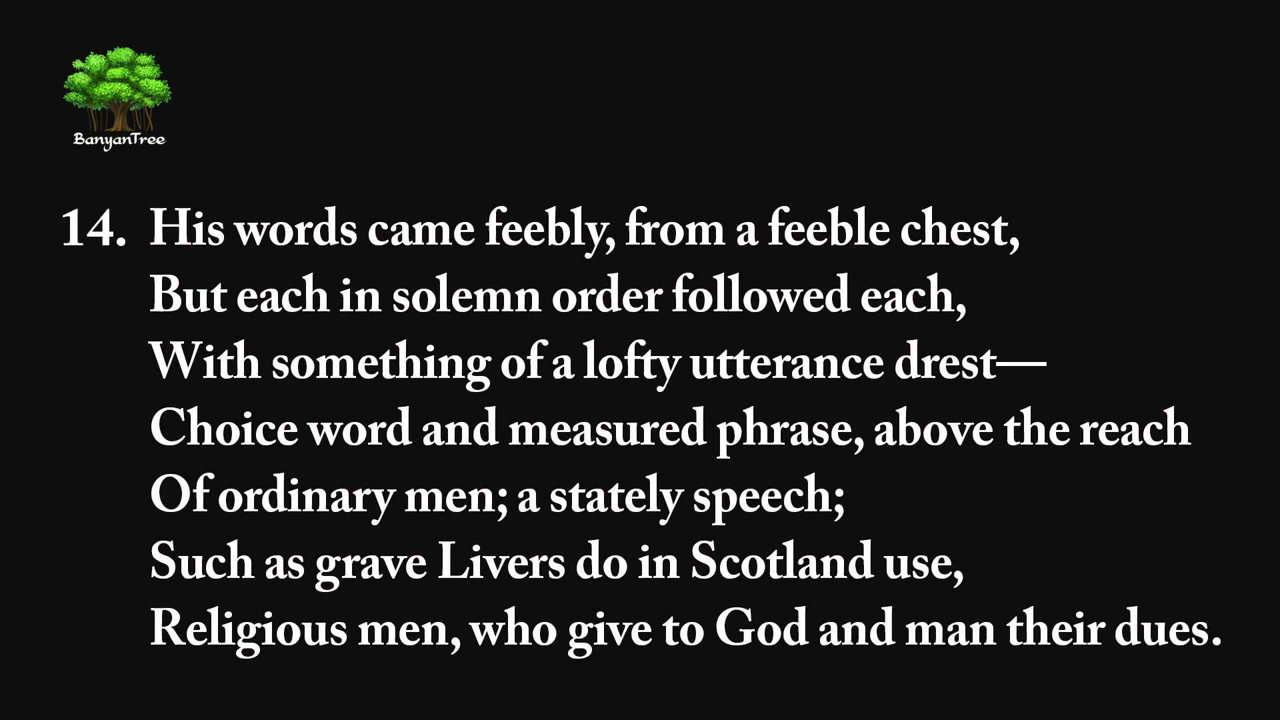 BanyanTree
14. His words came feebly, from a feeble chest,
But each in solemn order followed each,
With something of a lofty utterance drest—
Choice word and measured phrase, above the reach
Of ordinary men; a stately speech;
Such as grave Livers do in Scotland use,
Religious men, who give to God and man their dues.